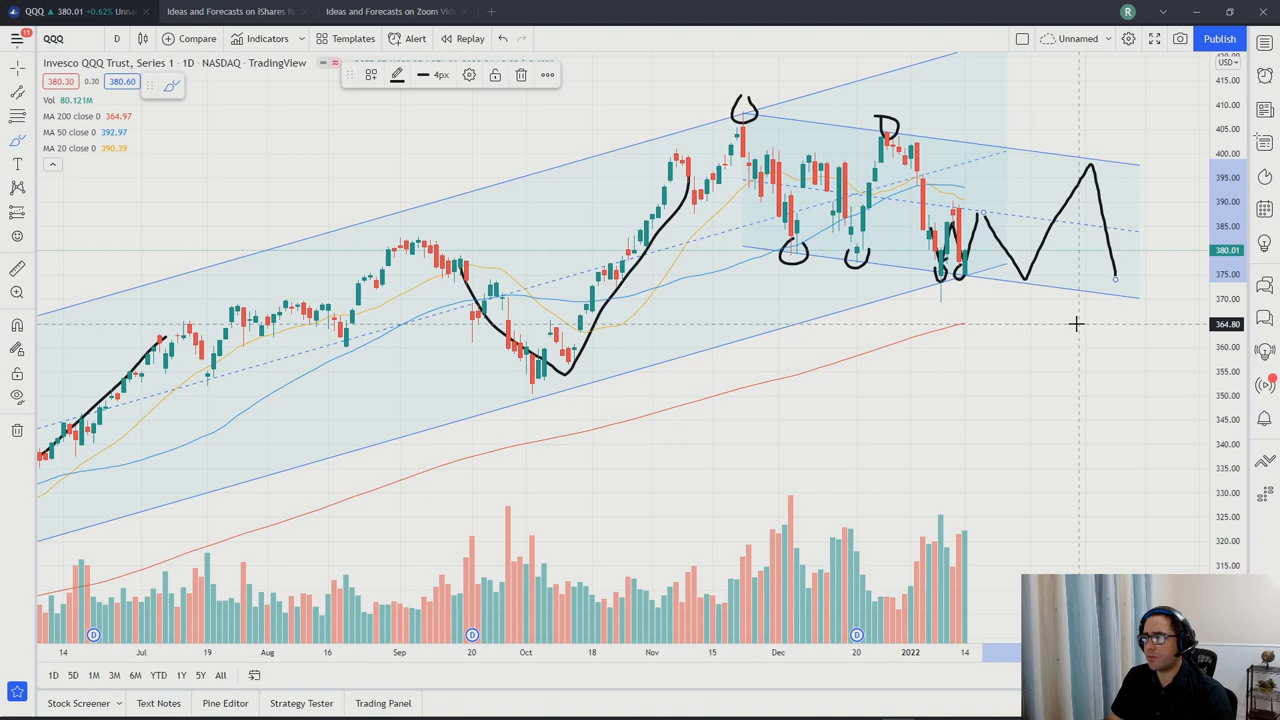 QQQ ▲ 380.01 +0.62% Unna
Ideas and Forecasts on iShares R
Ideas and Forecasts on Zoom Vid
R
11
QQQ
D
Compare
Indicators
Templates
Alert
Replay
Unnamed
Publish
Invesco QQQ Trust, Series 1 · 1D · NASDAQ · TradingView
4px
USD
380.30 0.30 380.60
Vol 80.121M
MA 200 close 0 364.97
MA 50 close 0 392.97
MA 20 close 0 390.39
415.00
410.00
405.00
400.00
395.00
390.00
385.00
380.01
375.00
370.00
364.80
360.00
355.00
350.00
345.00
340.00
335.00
330.00
325.00
320.00
315.00
D
D
D
14
Jul
19
Aug
16
Sep
20
Oct
18
Nov
15
Dec
20
2022
14
1D 5D 1M 3M 6M YTD 1Y 5Y All
Stock Screener
Text Notes
Pine Editor
Strategy Tester
Trading Panel